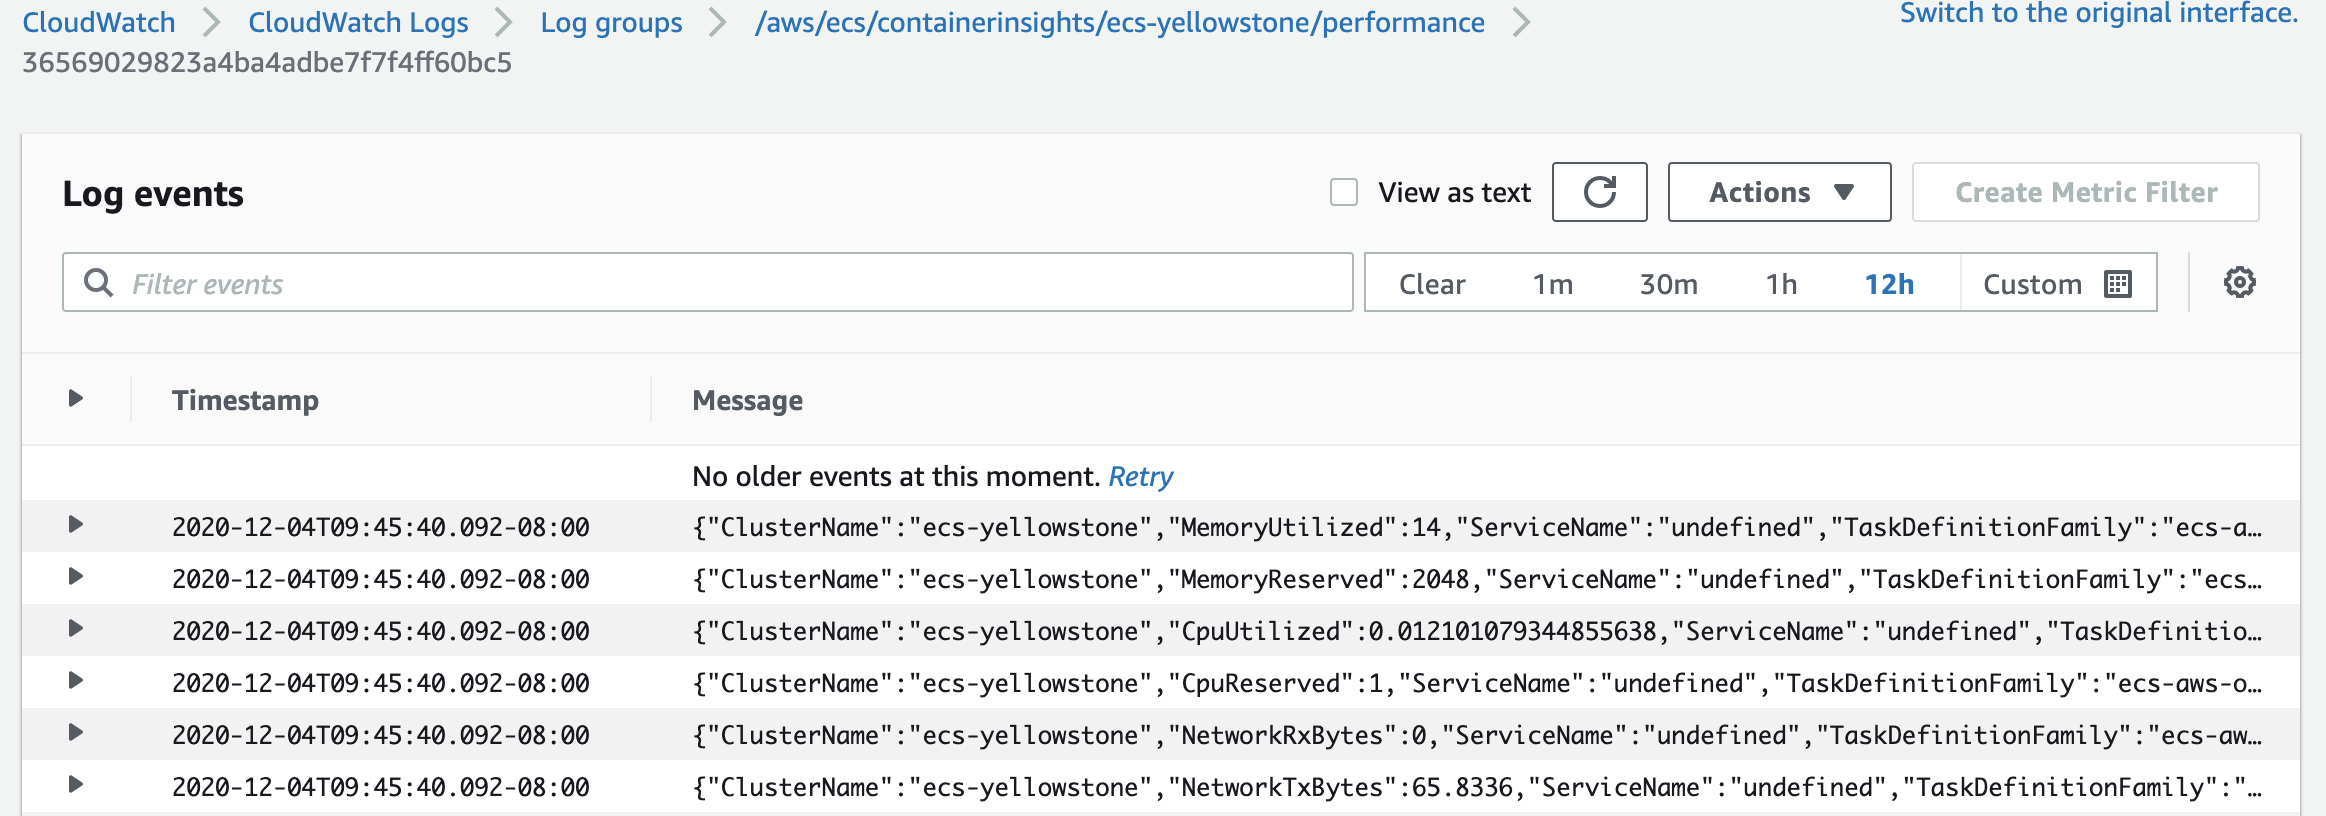 CloudWatch CloudWatch Logs Log groups /aws/ecs/containerinsights/ecs-yellowstone/performance
Switch to the original interface.
36569029823a4ba4adbe7f7f4ff60bc5
Log events
View as text
Actions
Create Metric Filter
Filter events
Clear 1m 30m 1h 12h Custom
Timestamp Message
No older events at this moment. Retry
2020-12-04T09:45:40.092-08:00 {"ClusterName":"ecs-yellowstone","MemoryUtilized":14,"ServiceName":"undefined","TaskDefinitionFamily":"ecs-a…
2020-12-04T09:45:40.092-08:00 {"ClusterName":"ecs-yellowstone","MemoryReserved":2048,"ServiceName":"undefined","TaskDefinitionFamily":"ecs…
2020-12-04T09:45:40.092-08:00 {"ClusterName":"ecs-yellowstone","CpuUtilized":0.012101079344855638,"ServiceName":"undefined","TaskDefinitio…
2020-12-04T09:45:40.092-08:00 {"ClusterName":"ecs-yellowstone","CpuReserved":1,"ServiceName":"undefined","TaskDefinitionFamily":"ecs-aws-o…
2020-12-04T09:45:40.092-08:00 {"ClusterName":"ecs-yellowstone","NetworkRxBytes":0,"ServiceName":"undefined","TaskDefinitionFamily":"ecs-aw…
2020-12-04T09:45:40.092-08:00 {"ClusterName":"ecs-yellowstone","NetworkTxBytes":65.8336,"ServiceName":"undefined","TaskDefinitionFamily":"…